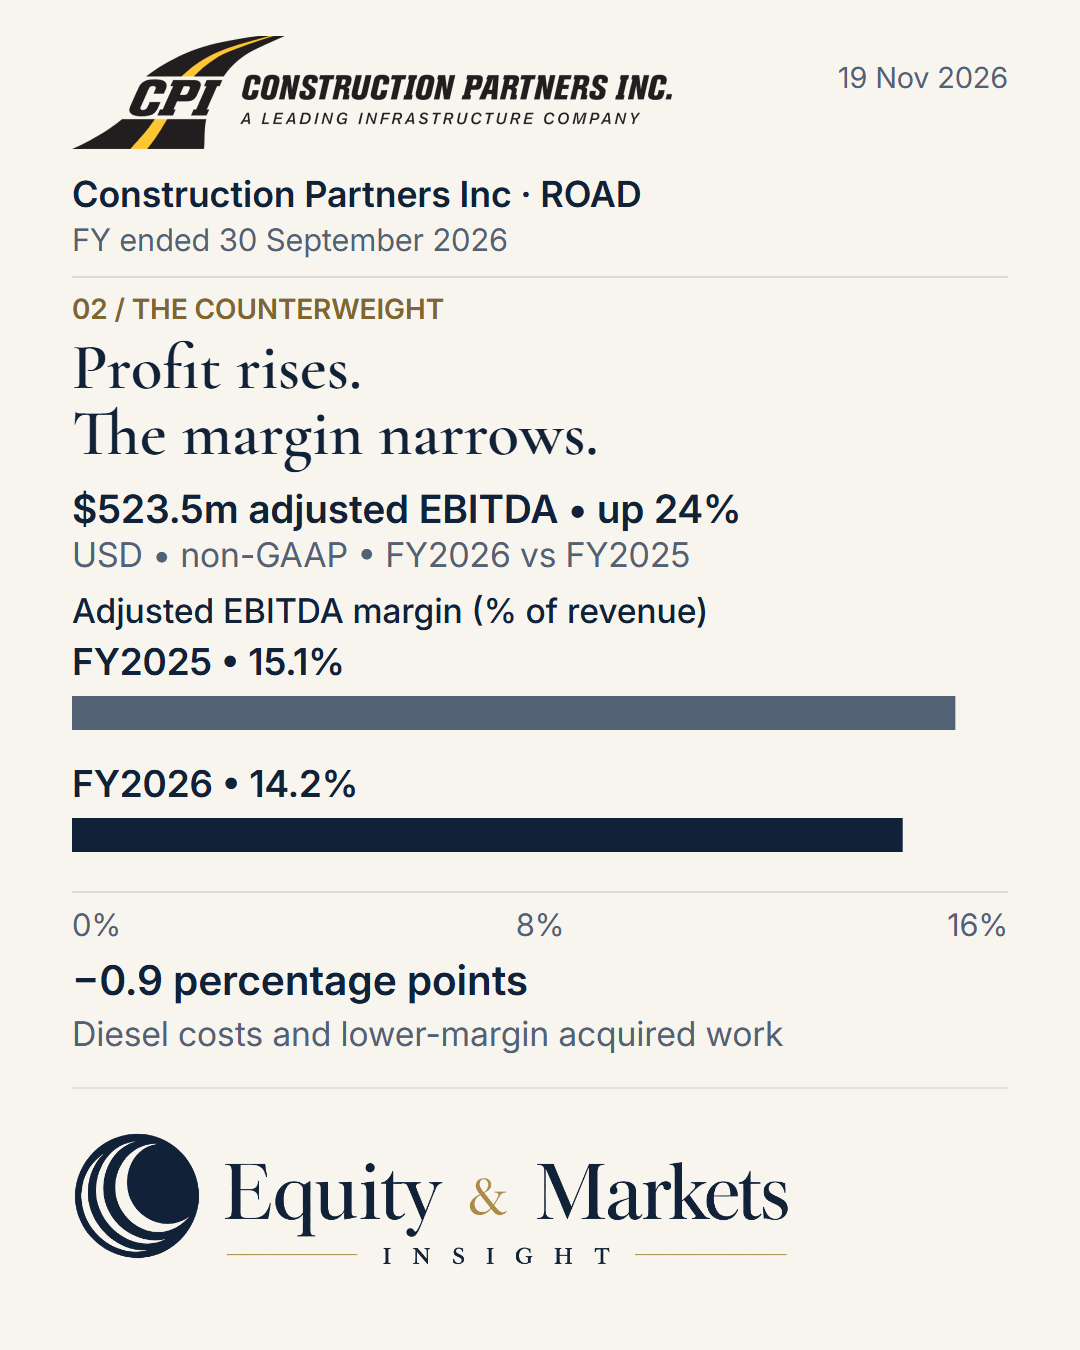 CPI
CONSTRUCTION PARTNERS INC.
A LEADING INFRASTRUCTURE COMPANY
19 Nov 2026
Construction Partners Inc · ROAD
FY ended 30 September 2026
02 / THE COUNTERWEIGHT
Profit rises.
The margin narrows.
$523.5m adjusted EBITDA • up 24%
USD • non-GAAP • FY2026 vs FY2025
Adjusted EBITDA margin (% of revenue)
FY2025 • 15.1%
FY2026 • 14.2%
0% 8% 16%
−0.9 percentage points
Diesel costs and lower-margin acquired work
Equity & Markets
INSIGHT